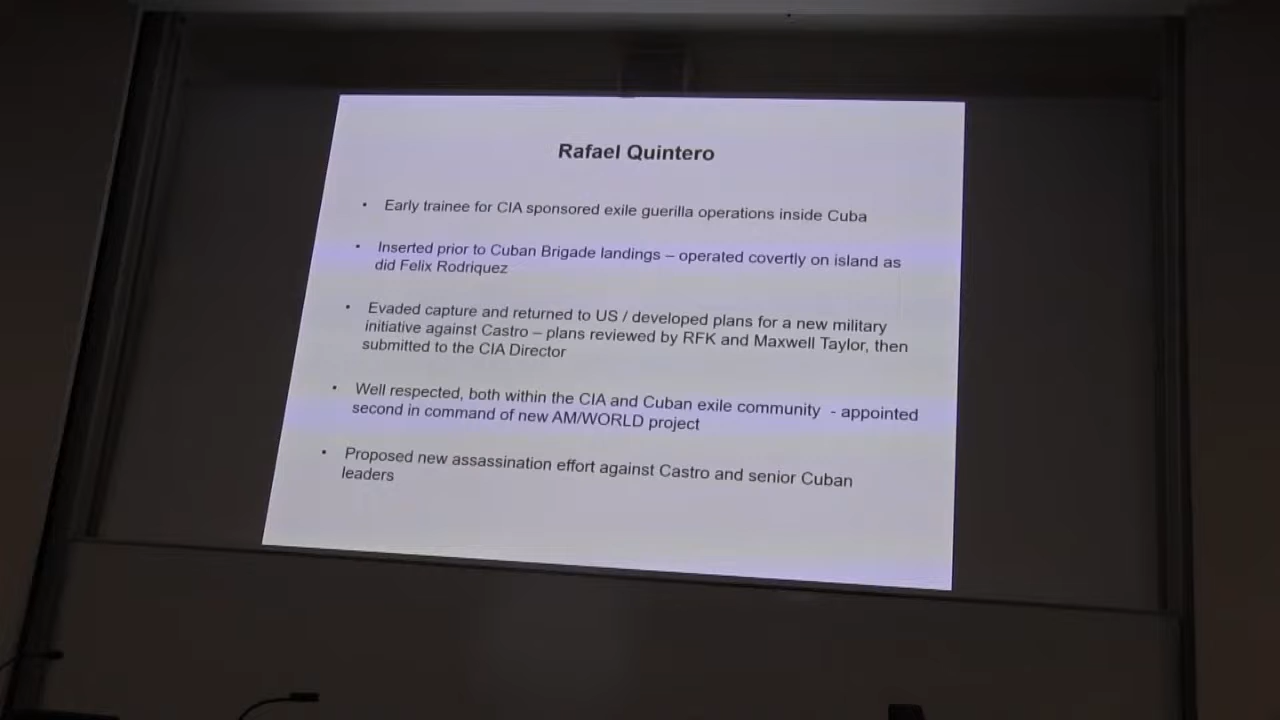 Rafael Quintero
• Early trainee for CIA sponsored exile guerilla operations inside Cuba
• Inserted prior to Cuban Brigade landings – operated covertly on island as
did Felix Rodriquez
• Evaded capture and returned to US / developed plans for a new military
initiative against Castro – plans reviewed by RFK and Maxwell Taylor, then
submitted to the CIA Director
• Well respected, both within the CIA and Cuban exile community - appointed
second in command of new AM/WORLD project
• Proposed new assassination effort against Castro and senior Cuban
leaders